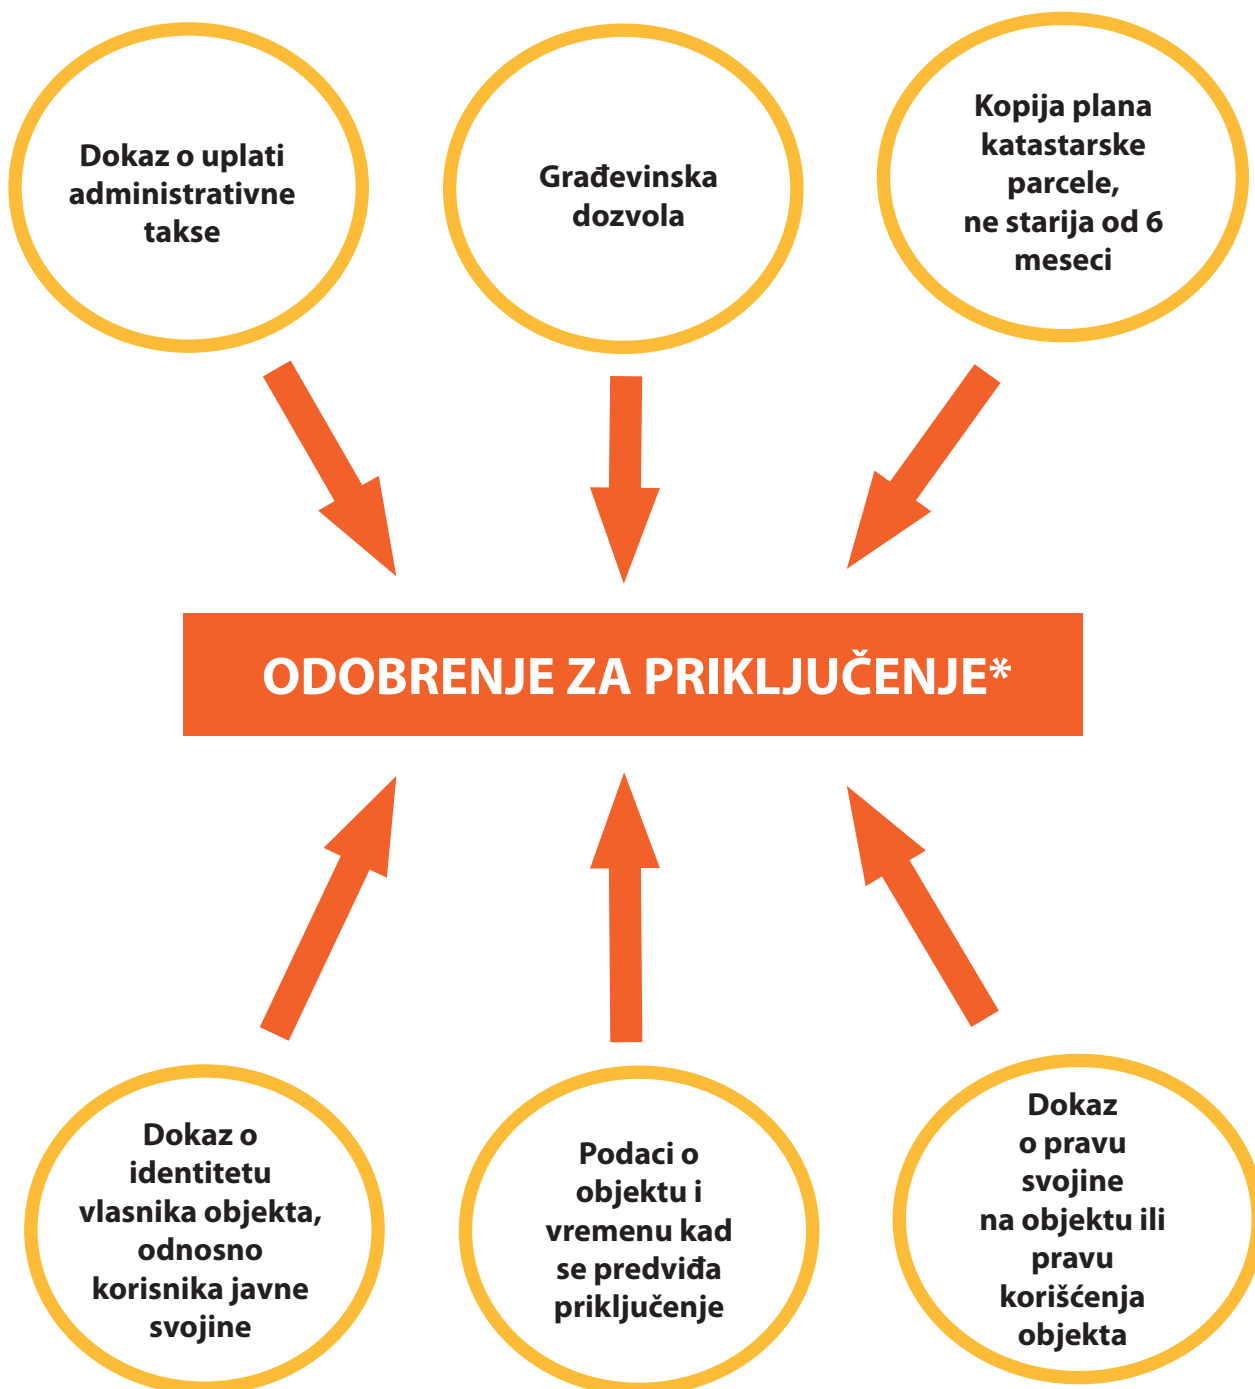 Dokaz o uplati
administrativne
takse
Građevinska
dozvola
Kopija plana
katastarske
parcele,
ne starija od 6
meseci
ODOBRENJE ZA PRIKLJUČENJE*
Dokaz o
identitetu
vlasnika objekta,
odnosno
korisnika javne
svojine
Podaci o
objektu i
vremenu kad
se predviđa
priključenje
Dokaz
o pravu
svojine
na objektu ili
pravu
korišćenja
objekta